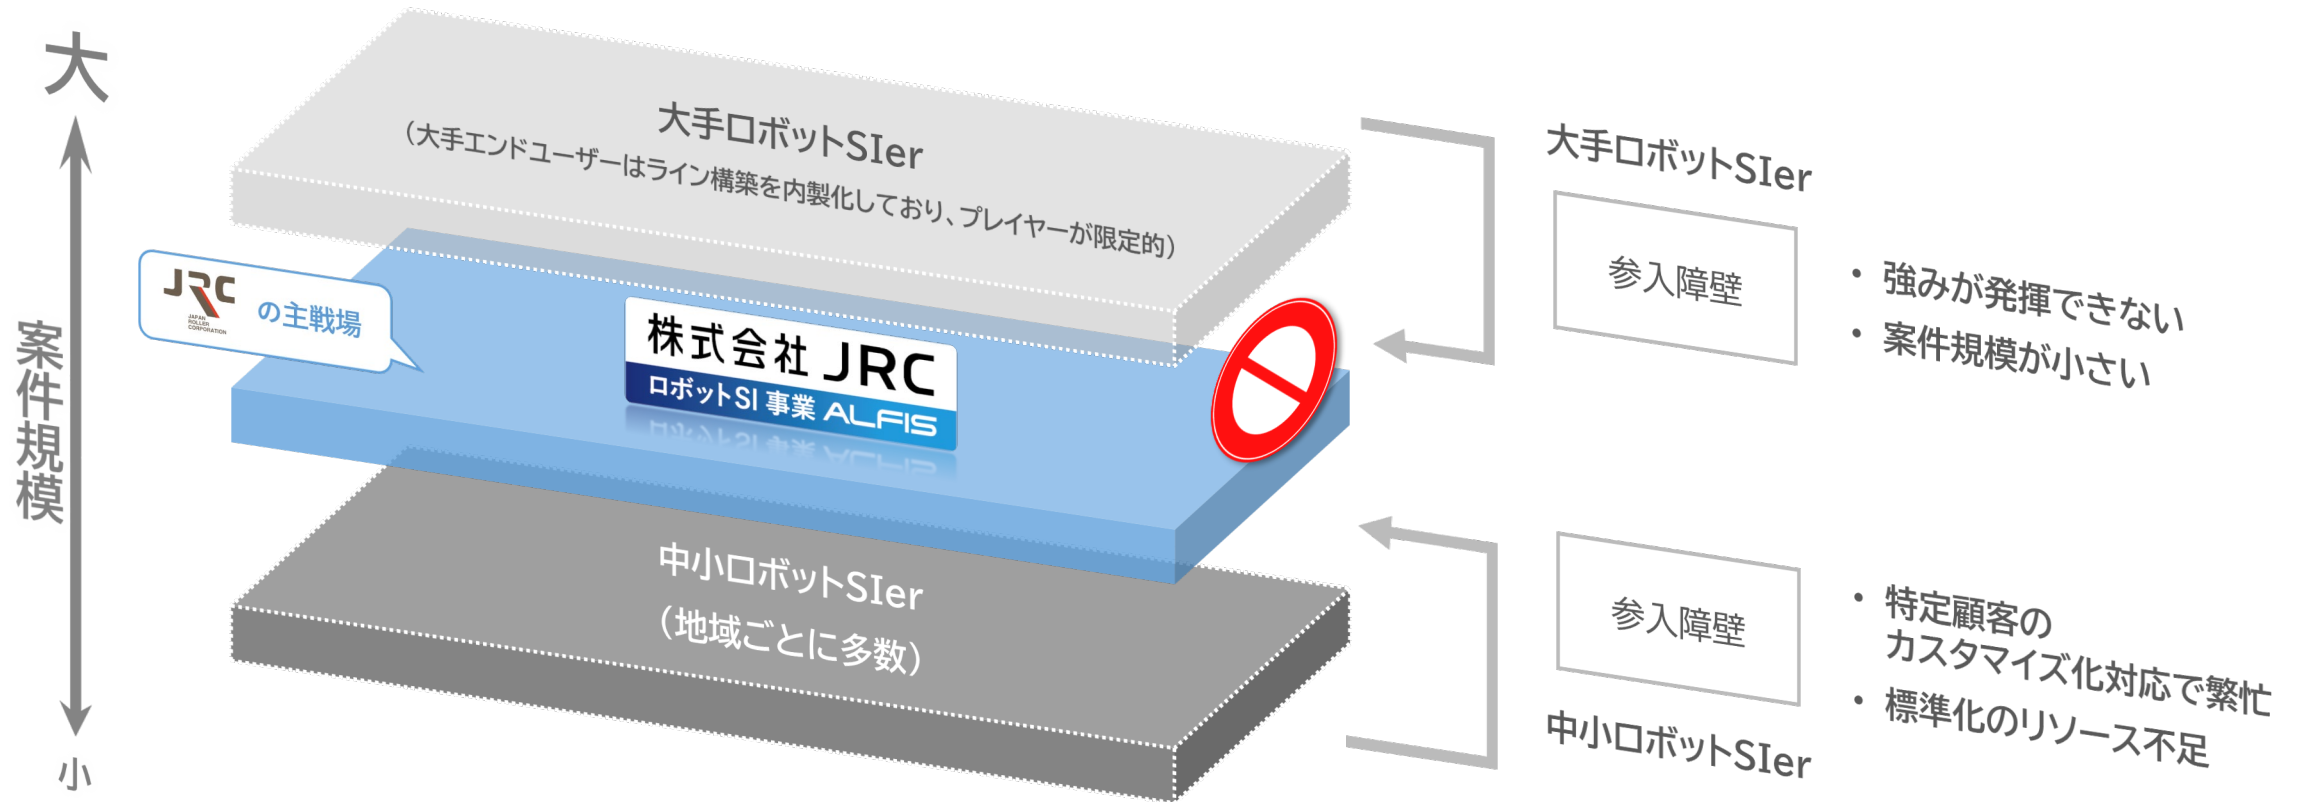 大
案件規模
小
大手ロボットSIer
（大手エンドユーザーはライン構築を内製化しており、プレイヤーが限定的）
JRC
JAPAN
ROLLER
CORPORATION
の主戦場
株式会社 JRC
ロボットSI 事業 ALFIS
中小ロボットSIer
（地域ごとに多数）
大手ロボットSIer
参入障壁
・ 強みが発揮できない
・ 案件規模が小さい
参入障壁
・ 特定顧客の
カスタマイズ化対応で繁忙
・ 標準化のリソース不足
中小ロボットSIer